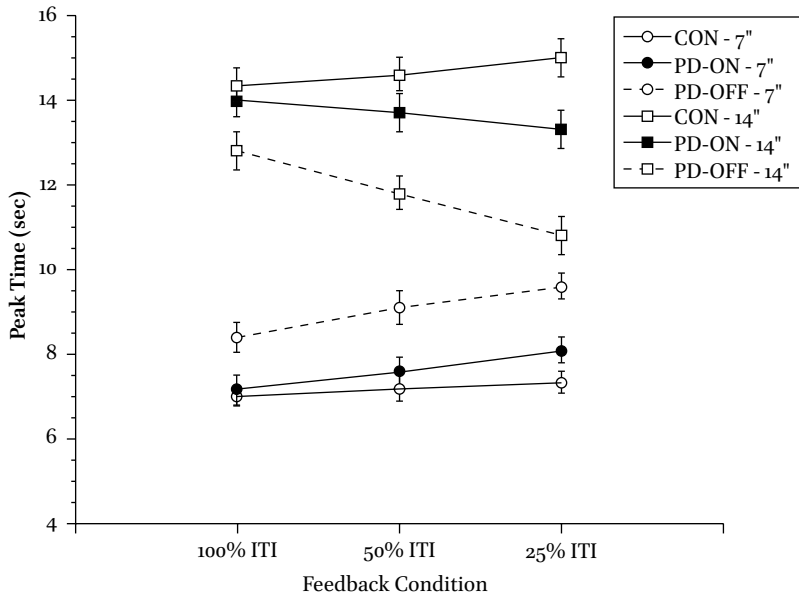 16
14
12
10
8
6
4
Peak Time (sec)
100% ITI
50% ITI
25% ITI
Feedback Condition
CON - 7"
PD-ON - 7"
PD-OFF - 7"
CON - 14"
PD-ON - 14"
PD-OFF - 14"